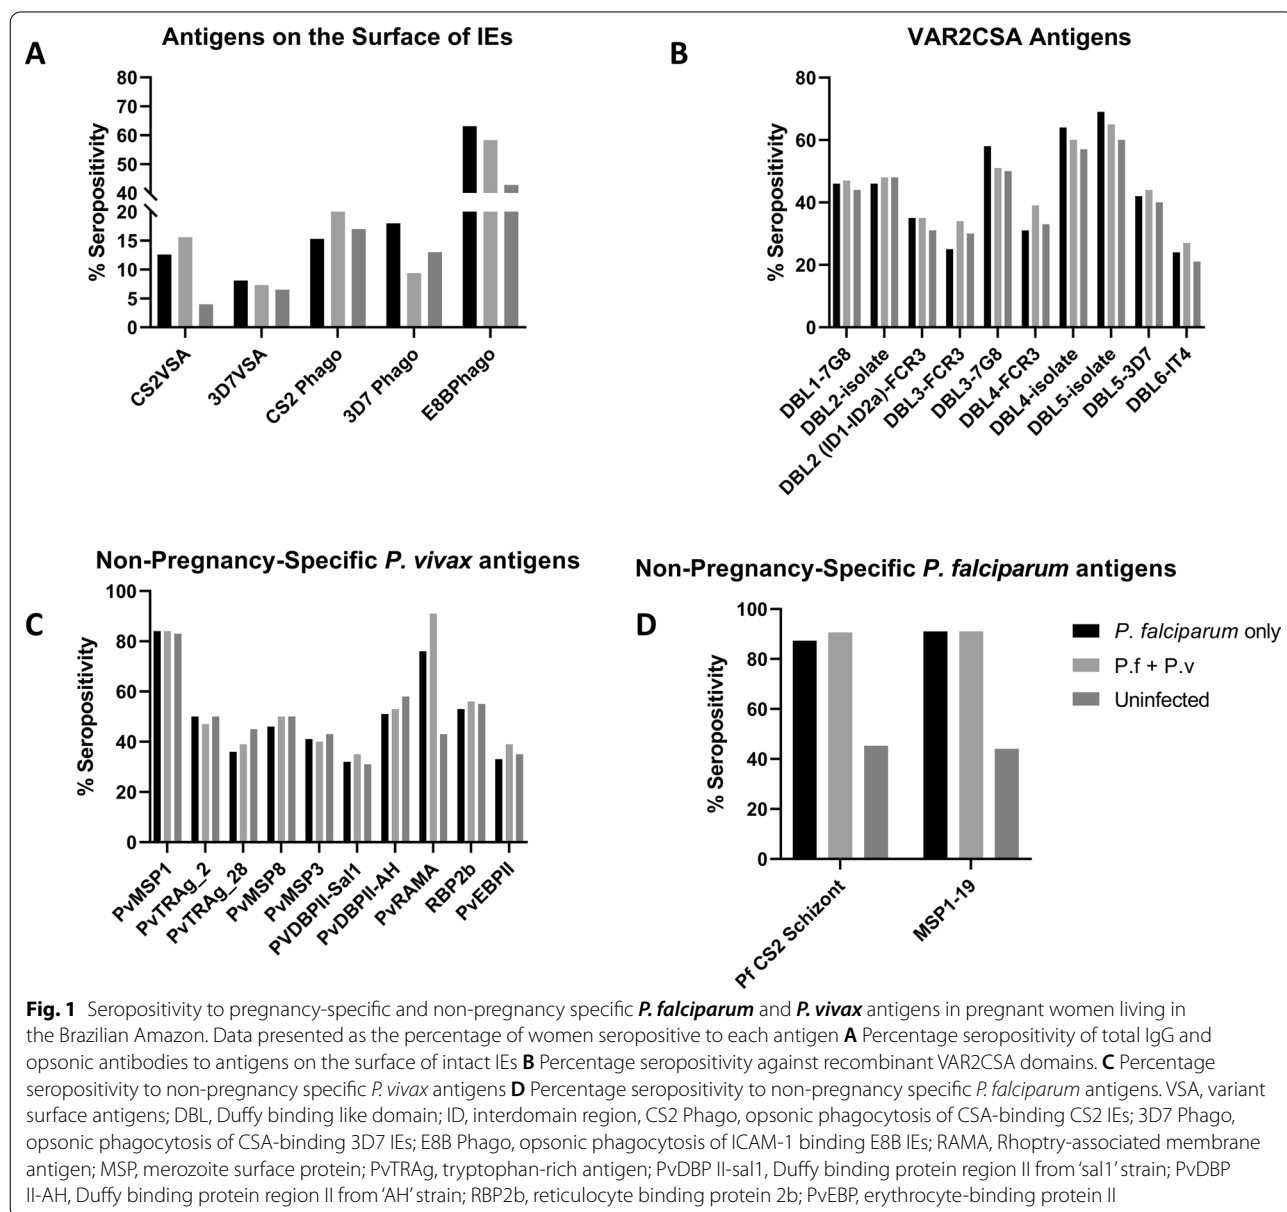 Antigens on the Surface of IEs
A
% Seropositivity
80
70
60
50
40
20
15
10
5
0
CS2VSA
3D7VSA
CS2 Phago
3D7 Phago
E8BPhago
VAR2CSA Antigens
B
% Seropositivity
80
60
40
20
0
DBL1-7G8
DBL2-isolate
DBL2 (ID1-ID2a)-FCR3
DBL3-FCR3
DBL3-7G8
DBL4-FCR3
DBL4-isolate
DBL5-isolate
DBL5-3D7
DBL6-IT4
Non-Pregnancy-Specific P. vivax antigens
C
% Seropositivity
100
80
60
40
20
0
PvMSP1
PvTRAg_2
PvTRAg_28
PvMSP8
PvMSP3
PVDBPII-Sal1
PvDBPII-AH
PvRAMA
RBP2b
PvEBPII
Non-Pregnancy-Specific P. falciparum antigens
D
% Seropositivity
100
80
60
40
20
0
Pf CS2 Schizont
MSP1-19
P. falciparum only
P.f + P.v
Uninfected
Fig. 1 Seropositivity to pregnancy-specific and non-pregnancy specific P. falciparum and P. vivax antigens in pregnant women living in
the Brazilian Amazon. Data presented as the percentage of women seropositive to each antigen A Percentage seropositivity of total IgG and
opsonic antibodies to antigens on the surface of intact IEs B Percentage seropositivity against recombinant VAR2CSA domains. C Percentage
seropositivity to non-pregnancy specific P. vivax antigens D Percentage seropositivity to non-pregnancy specific P. falciparum antigens. VSA, variant
surface antigens; DBL, Duffy binding like domain; ID, interdomain region, CS2 Phago, opsonic phagocytosis of CSA-binding CS2 IEs; 3D7 Phago,
opsonic phagocytosis of CSA-binding 3D7 IEs; E8B Phago, opsonic phagocytosis of ICAM-1 binding E8B IEs; RAMA, Rhoptry-associated membrane
antigen; MSP, merozoite surface protein; PvTRAg, tryptophan-rich antigen; PvDBP II-sal1, Duffy binding protein region II from ‘sal1’ strain; PvDBP
II-AH, Duffy binding protein region II from ‘AH’ strain; RBP2b, reticulocyte binding protein 2b; PvEBP, erythrocyte-binding protein II